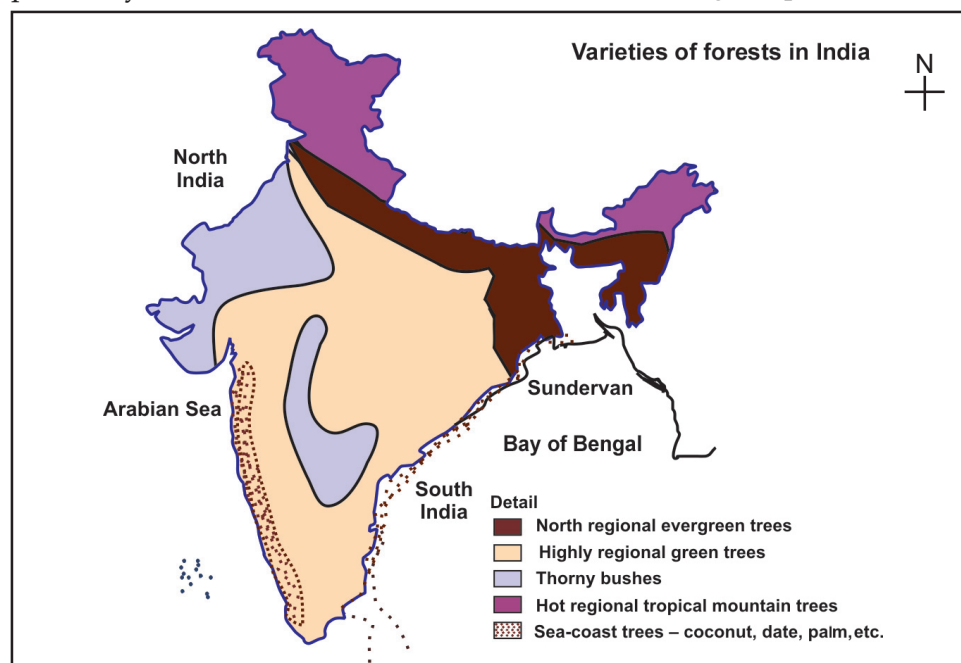 Varieties of forests in India
N
North
India
Arabian Sea
Sundervan
Bay of Bengal
South
India
Detail
North regional evergreen trees
Highly regional green trees
Thorny bushes
Hot regional tropical mountain trees
Sea-coast trees – coconut, date, palm,etc.